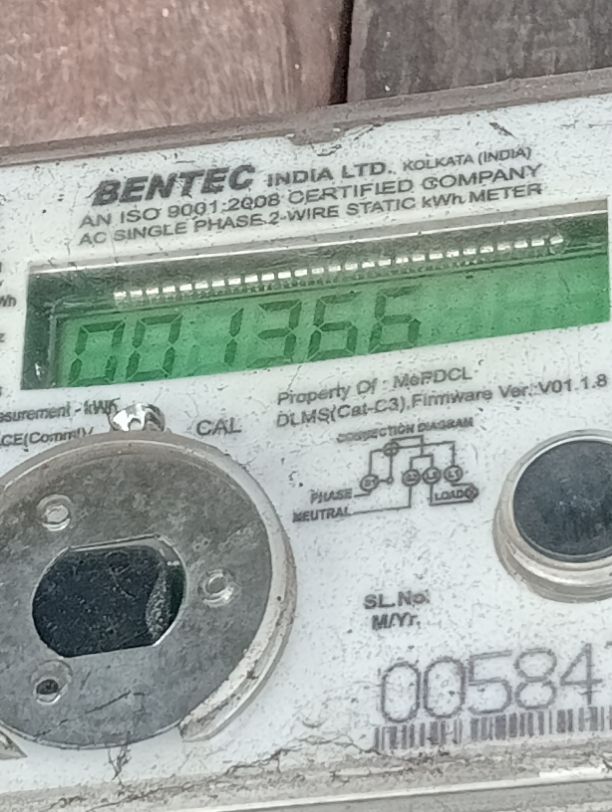 BENTEC INDIA LTD. KOLKATA (INDIA)
AN ISO 9001:2008 CERTIFIED COMPANY
AC SINGLE PHASE 2-WIRE STATIC kWh METER
001366
Property Of : MePDCL
DLMS(Cat-C3),Firmware Ver.:V01.1.8
CAL
CONNECTION DIAGRAM
PHASE
NEUTRAL
LOAD
SL.No.
M/Yr.
00584